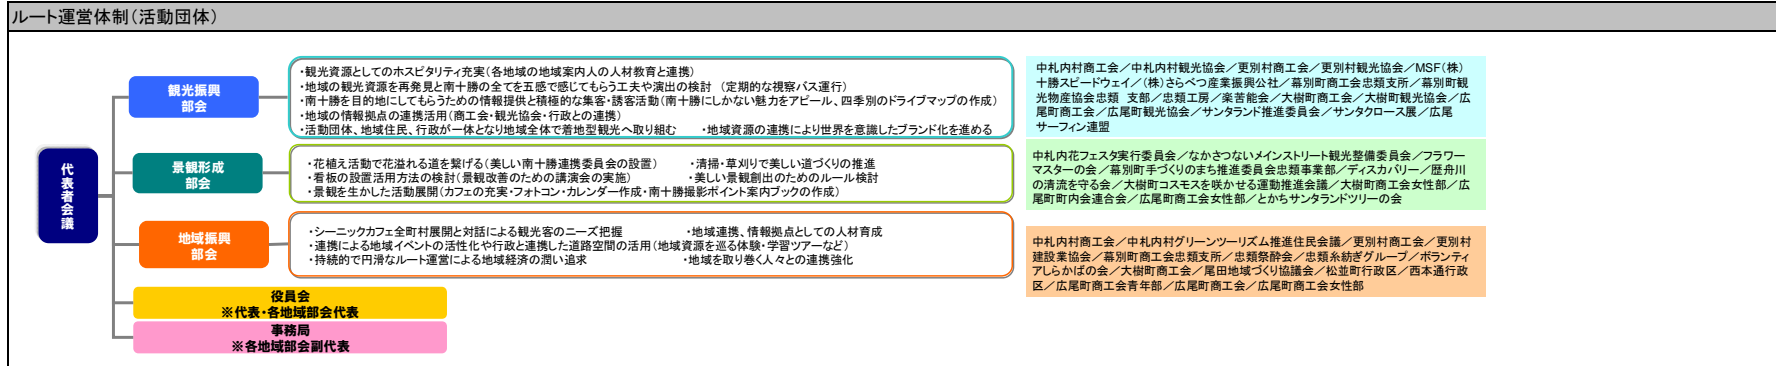 ルート運営体制（活動団体）
代表者会議
観光振興
部会
・観光資源としてのホスピタリティ充実（各地域の地域案内人の人材教育と連携）
・地域の観光資源を再発見と南十勝の全てを五感で感じてもらう工夫や演出の検討　（定期的な視察バス運行）
・南十勝を目的地にしてもらうための情報提供と積極的な集客・誘客活動（南十勝にしかない魅力をアピール、四季別のドライブマップの作成）
・地域の情報拠点の連携活用（商工会・観光協会・行政との連携）
・活動団体、地域住民、行政が一体となり地域全体で着地型観光へ取り組む　　・地域資源の連携により世界を意識したブランド化を進める
中札内村商工会／中札内村観光協会／更別村商工会／更別村観光協会／MSF（株）
十勝スピードウェイ／（株）さらべつ産業振興公社／幕別町商工会忠類支所／幕別町観
光物産協会忠類　支部／忠類工房／楽苦能会／大樹町商工会／大樹町観光協会／広
尾町商工会／広尾町観光協会／サンタランド推進委員会／サンタクロース展／広尾
サーフィン連盟
景観形成
部会
・花植え活動で花溢れる道を繋げる（美しい南十勝連携委員会の設置）　　　・清掃・草刈りで美しい道づくりの推進
・看板の設置活用方法の検討（景観改善のための講演会の実施）　　　・美しい景観創出のためのルール検討
・景観を生かした活動展開（カフェの充実・フォトコン・カレンダー作成・南十勝撮影ポイント案内ブックの作成）
中札内花フェスタ実行委員会／なかさつないメインストリート観光整備委員会／フラワー
マスターの会／幕別町手づくりのまち推進委員会忠類事業部／ディスカバリー／歴舟川
の清流を守る会／大樹町コスモスを咲かせる運動推進会議／大樹町商工会女性部／広
尾町町内会連合会／広尾町商工会女性部／とかちサンタランドツリーの会
地域振興
部会
・シーニックカフェ全町村展開と対話による観光客のニーズ把握　　　・地域連携、情報拠点としての人材育成
・連携による地域イベントの活性化や行政と連携した道路空間の活用（地域資源を巡る体験・学習ツアーなど）
・持続的で円滑なルート運営による地域経済の潤い追求　　　・地域を取り巻く人々との連携強化
中札内村商工会／中札内村グリーンツーリズム推進住民会議／更別村商工会／更別村
建設業協会／幕別町商工会忠類支所／忠類祭酔会／忠類糸紡ぎグループ／ボランティ
アしらかばの会／大樹町商工会／尾田地域づくり協議会／松並町行政区／西本通行政
区／広尾町商工会青年部／広尾町商工会／広尾町商工会女性部
役員会
※代表・各地域部会代表
事務局
※各地域部会副代表